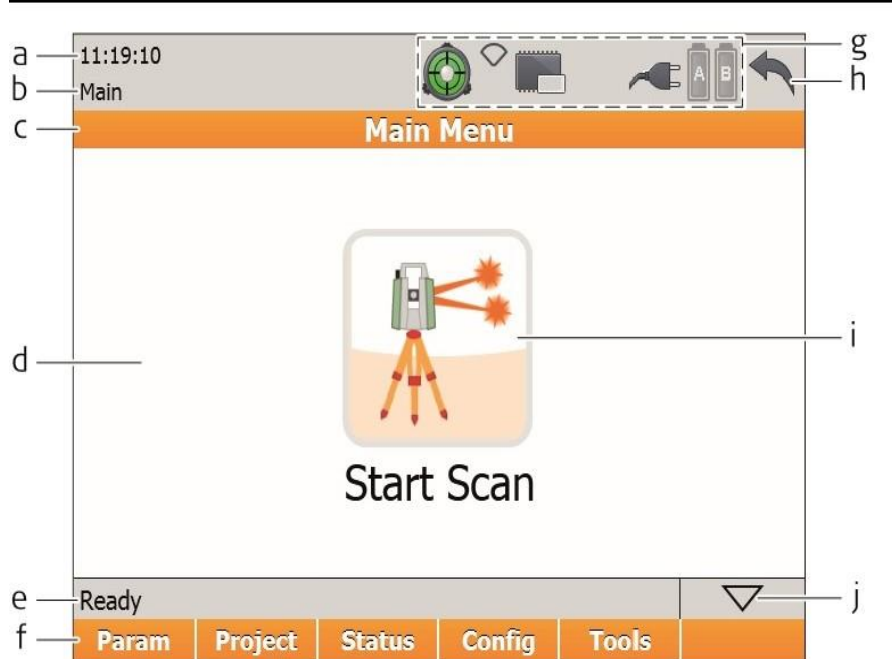 a
11:19:10
g
b
Main
A B
h
c
Main Menu
d
i
Start Scan
e
Ready
j
f
Param Project Status Config Tools